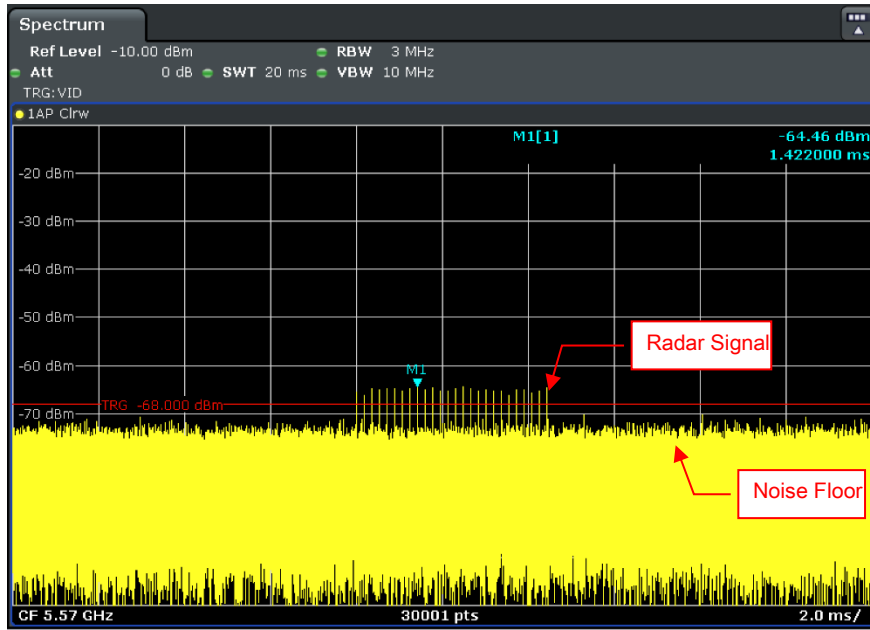 Spectrum
Ref Level -10.00 dBm RBW 3 MHz
Att 0 dB SWT 20 ms VBW 10 MHz
TRG:VID
1AP Clrw
M1[1] -64.46 dBm
1.422000 ms
-20 dBm
-30 dBm
-40 dBm
-50 dBm
Radar Signal
-60 dBm
M1
TRG -68.000 dBm
-70 dBm
Noise Floor
CF 5.57 GHz 30001 pts 2.0 ms/